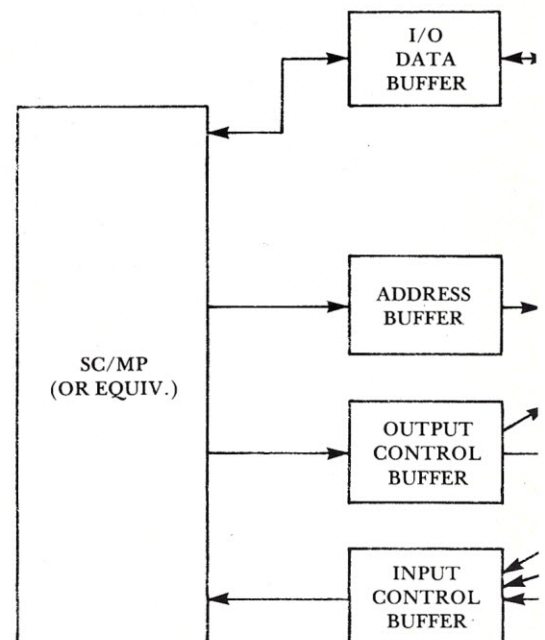 I/O
DATA
BUFFER
ADDRESS
BUFFER
SC/MP
(OR EQUIV.)
OUTPUT
CONTROL
BUFFER
INPUT
CONTROL
BUFFER